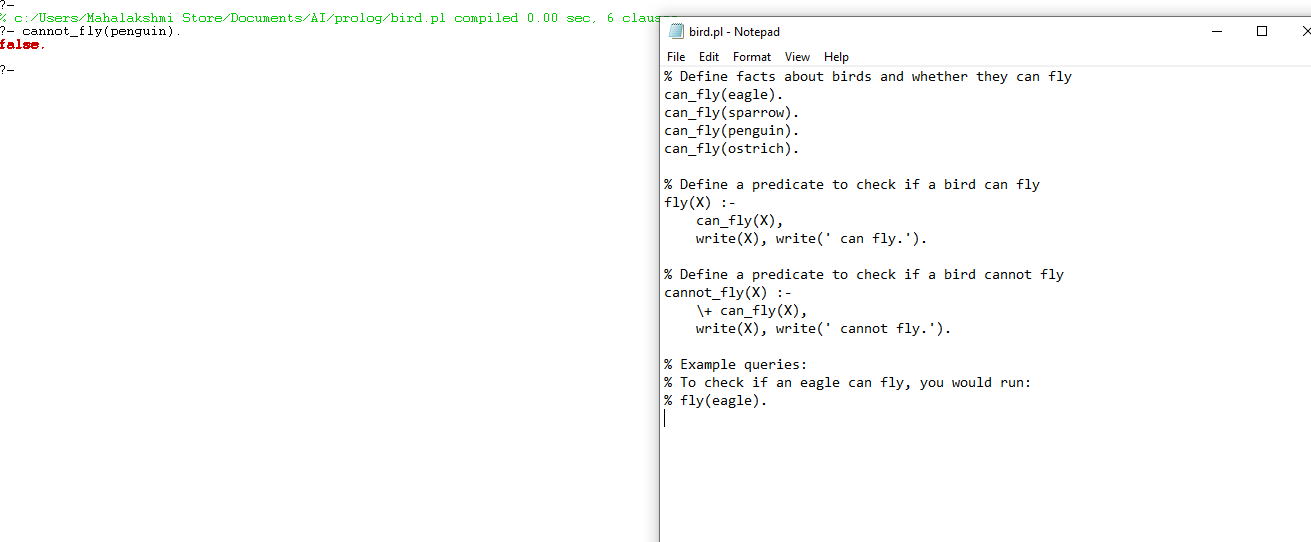 ?-
% c:/Users/Mahalakshmi Store/Documents/AI/prolog/bird.pl compiled 0.00 sec, 6 clauses
?- cannot_fly(penguin).
false.
?-
bird.pl - Notepad
File Edit Format View Help
% Define facts about birds and whether they can fly
can_fly(eagle).
can_fly(sparrow).
can_fly(penguin).
can_fly(ostrich).
% Define a predicate to check if a bird can fly
fly(X) :-
    can_fly(X),
    write(X), write(' can fly.').
% Define a predicate to check if a bird cannot fly
cannot_fly(X) :-
    \+ can_fly(X),
    write(X), write(' cannot fly.').
% Example queries:
% To check if an eagle can fly, you would run:
% fly(eagle).